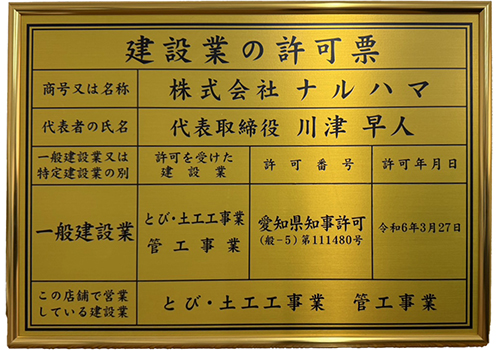 建設業の許可票
商号又は名称 株式会社 ナルハマ
代表者の氏名 代表取締役 川津 早人
一般建設業又は
特定建設業の別
許可を受けた
建設業
許可番号
許可年月日
一般建設業
とび・土工工事業
管工事業
愛知県知事許可
(般-5)第111480号
令和6年3月27日
この店舗で営業
している建設業
とび・土工工事業 管工事業